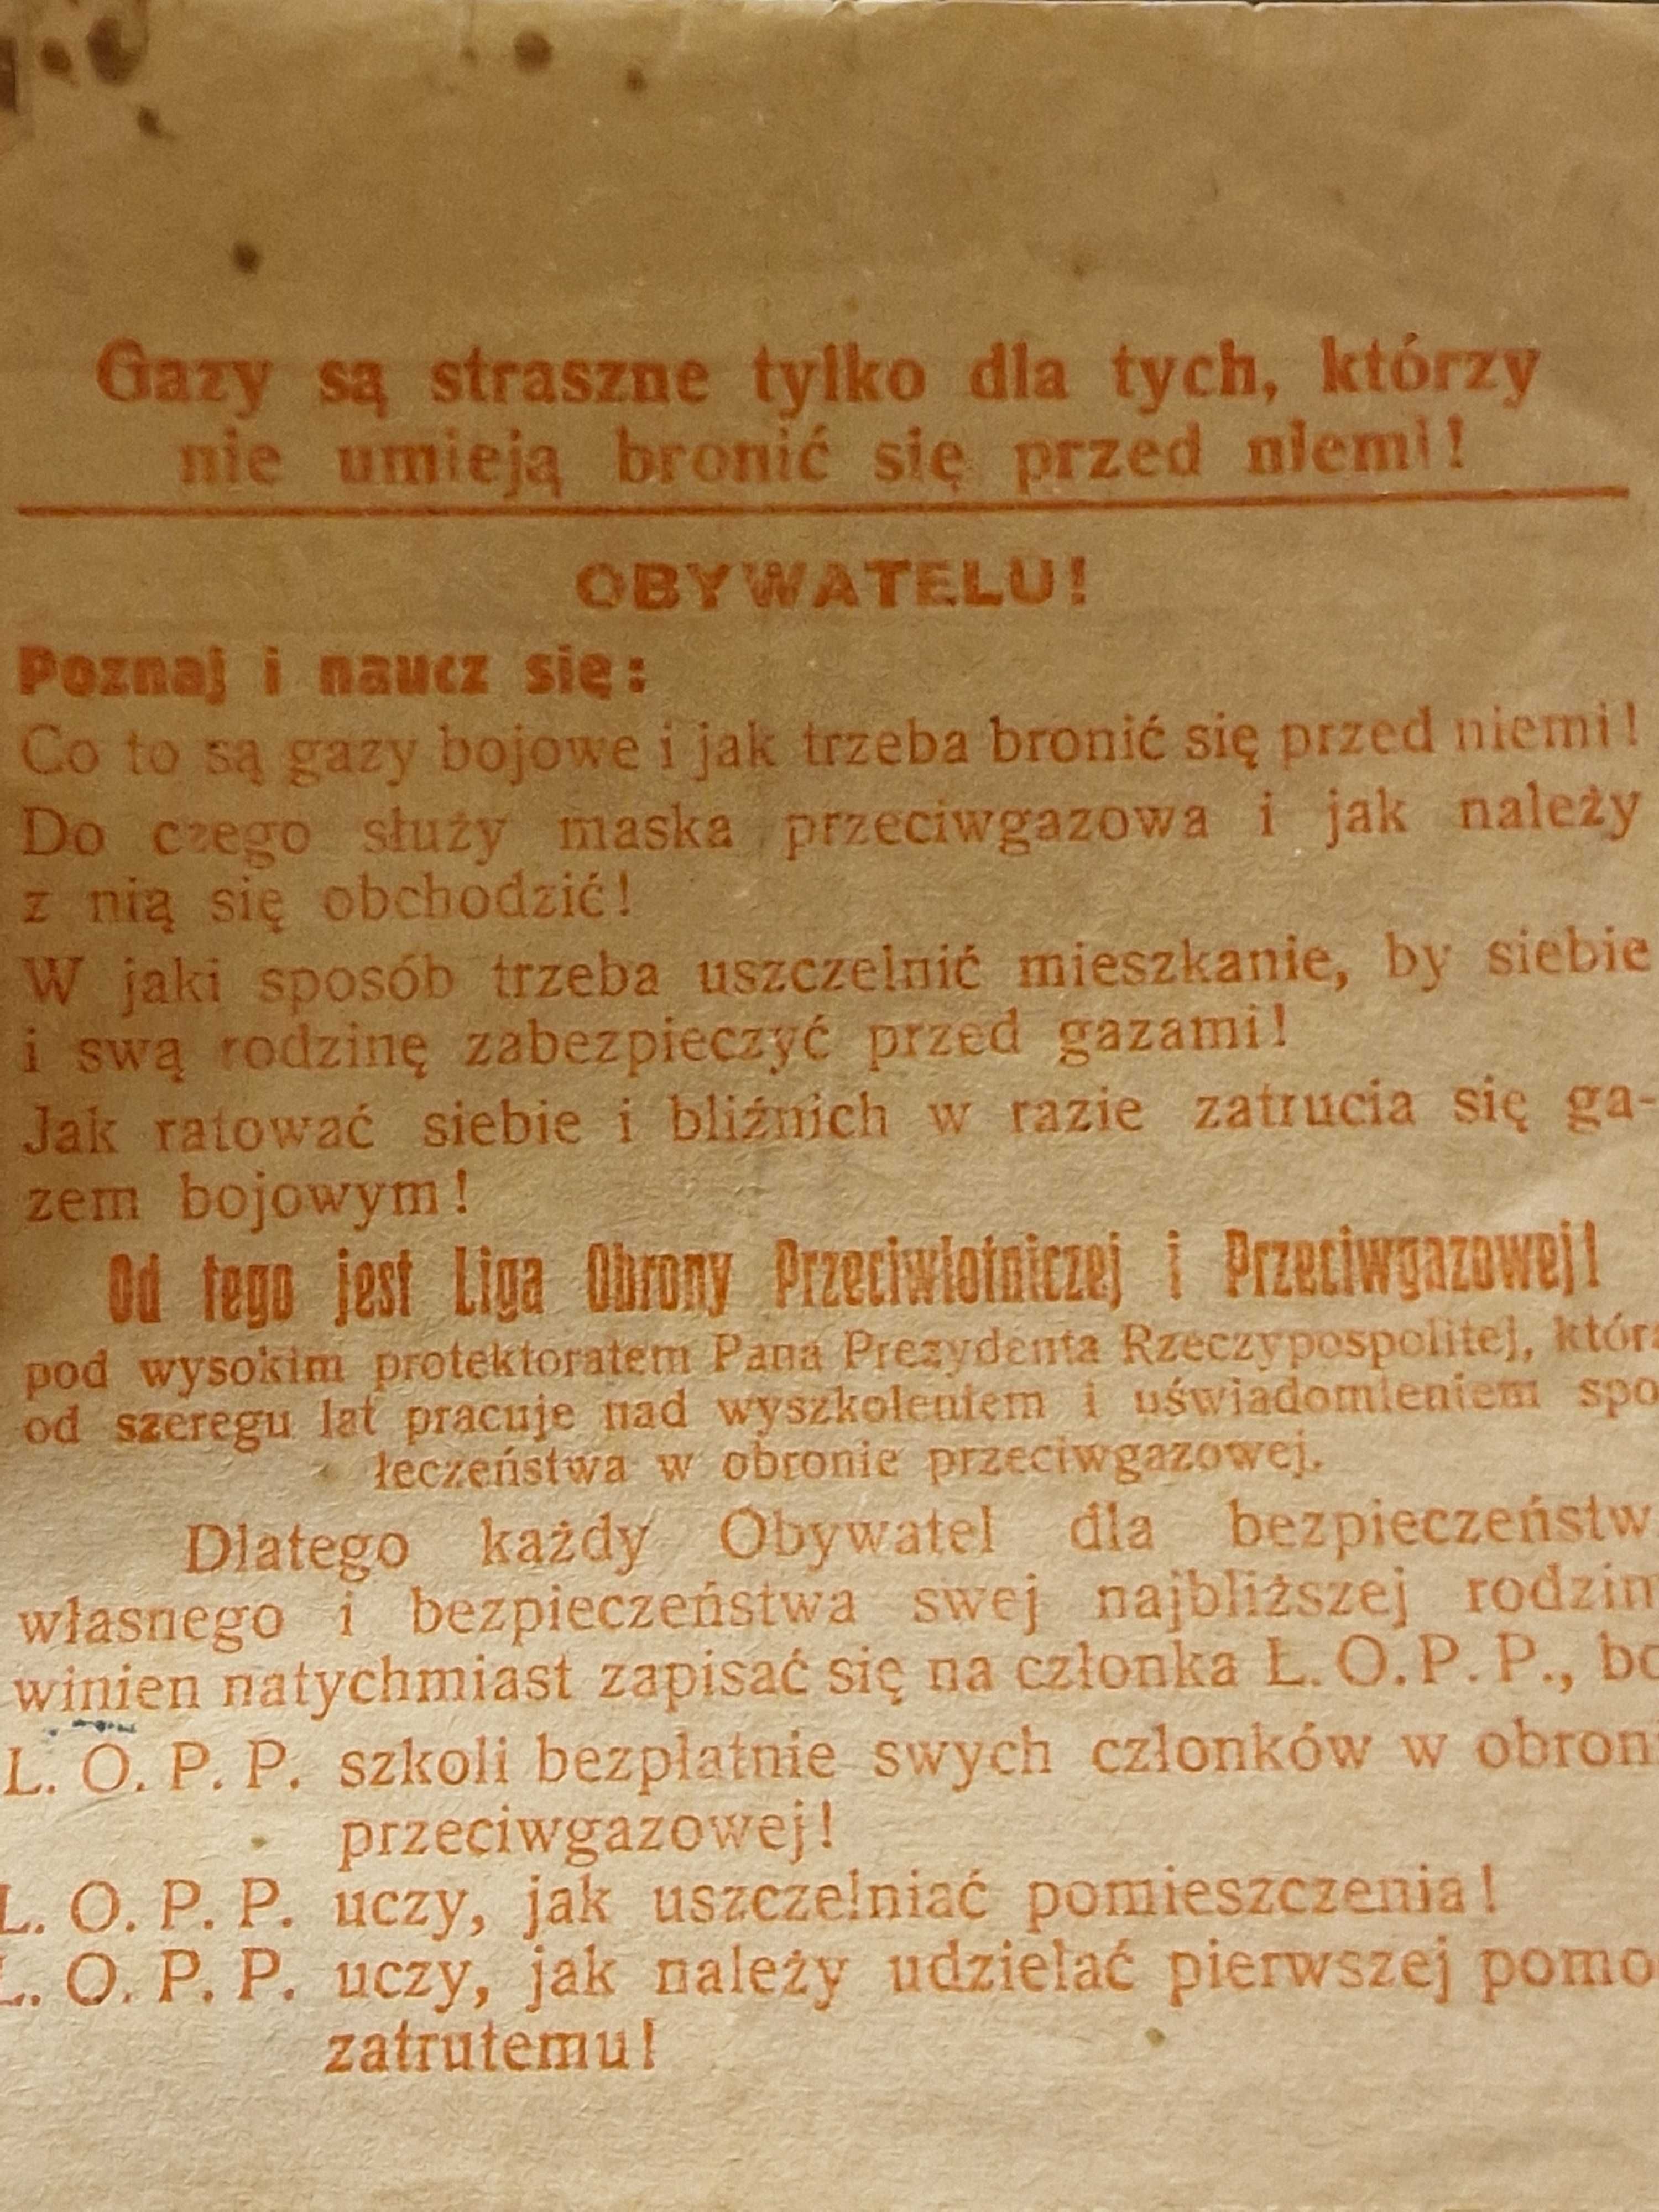 Gazy są straszne tylko dla tych, którzy
nie umieją bronić się przed niemi!
OBYWATELU!
Poznaj i naucz się:
Co to są gazy bojowe i jak trzeba bronić się przed niemi!
Do czego służy maska przeciwgazowa i jak należy
z nią się obchodzić!
W jaki sposób trzeba uszczelnić mieszkanie, by siebie
i swą rodzinę zabezpieczyć przed gazami!
Jak ratować siebie i bliźnich w razie zatrucia się ga-
zem bojowym!
Od tego jest Liga Obrony Przeciwlotniczej i Przeciwgazowej!
pod wysokim protektoratem Pana Prezydenta Rzeczypospolitej, która
od szeregu lat pracuje nad wyszkoleniem i uświadomieniem spo
łeczeństwa w obronie przeciwgazowej.
Dlatego każdy Obywatel dla bezpieczeństw
własnego i bezpieczeństwa swej najbliższej rodzin
winien natychmiast zapisać się na członka L. O. P. P., bo
L. O. P. P. szkoli bezpłatnie swych członków w obron
przeciwgazowej!
L. O. P. P. uczy, jak uszczelniać pomieszczenia!
L. O. P. P. uczy, jak należy udzielać pierwszej pomo
zatrutemu!